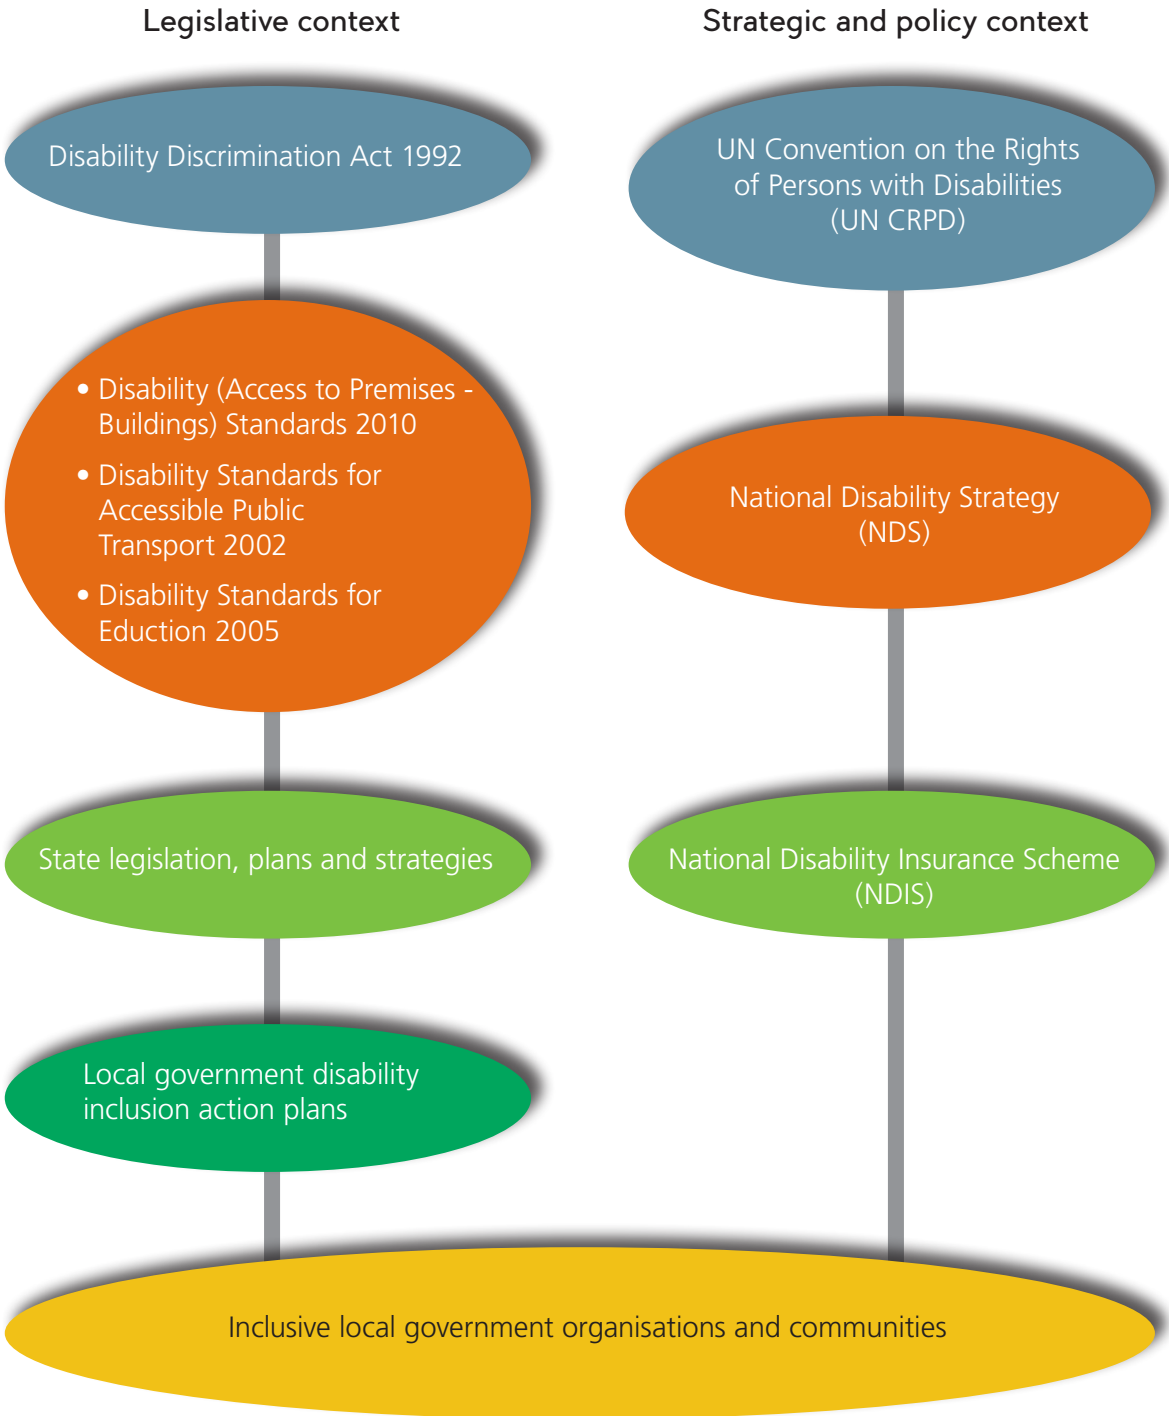 Legislative context
Disability Discrimination Act 1992
• Disability (Access to Premises -
Buildings) Standards 2010
• Disability Standards for
Accessible Public
Transport 2002
• Disability Standards for
Eduction 2005
State legislation, plans and strategies
Local government disability
inclusion action plans
Strategic and policy context
UN Convention on the Rights
of Persons with Disabilities
(UN CRPD)
National Disability Strategy
(NDS)
National Disability Insurance Scheme
(NDIS)
Inclusive local government organisations and communities